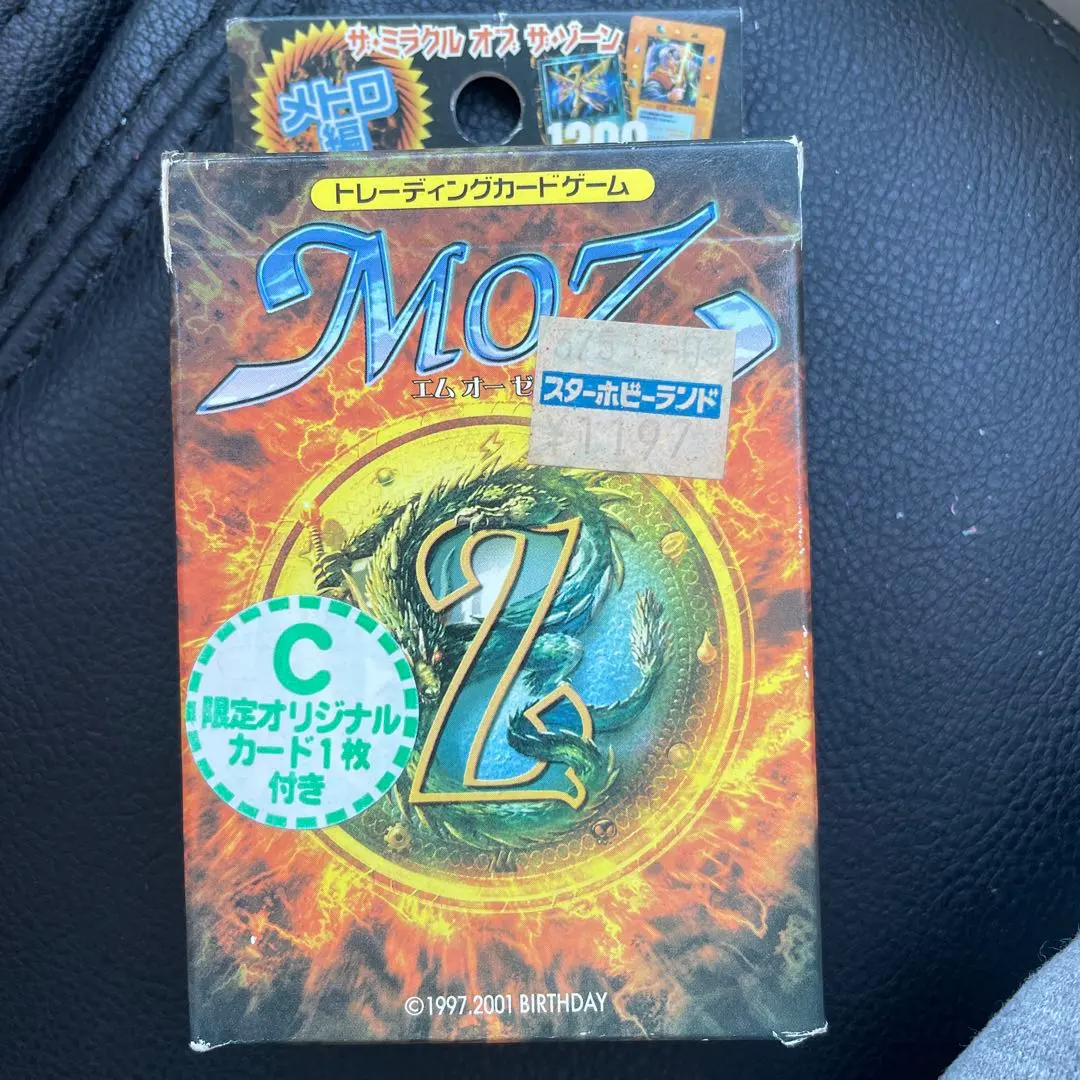 ザ・ミラクル オブ ザ・ゾーン
メトロ
編
1200
トレーディングカードゲーム
MOZ
エム オー ゼ
スターホビーランド
¥1197
Z
C
限定オリジナル
カード1枚
付き
©1997.2001 BIRTHDAY